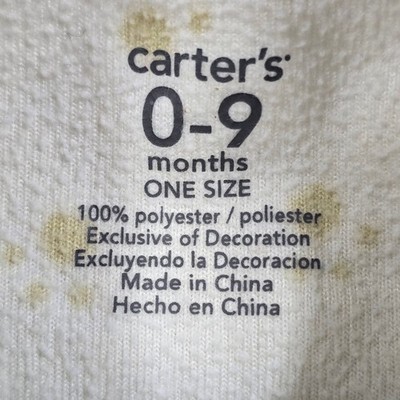 carter's
0-9
months
ONE SIZE
100% polyester / poliester
Exclusive of Decoration
Excluyendo la Decoracion
Made in China
Hecho en China